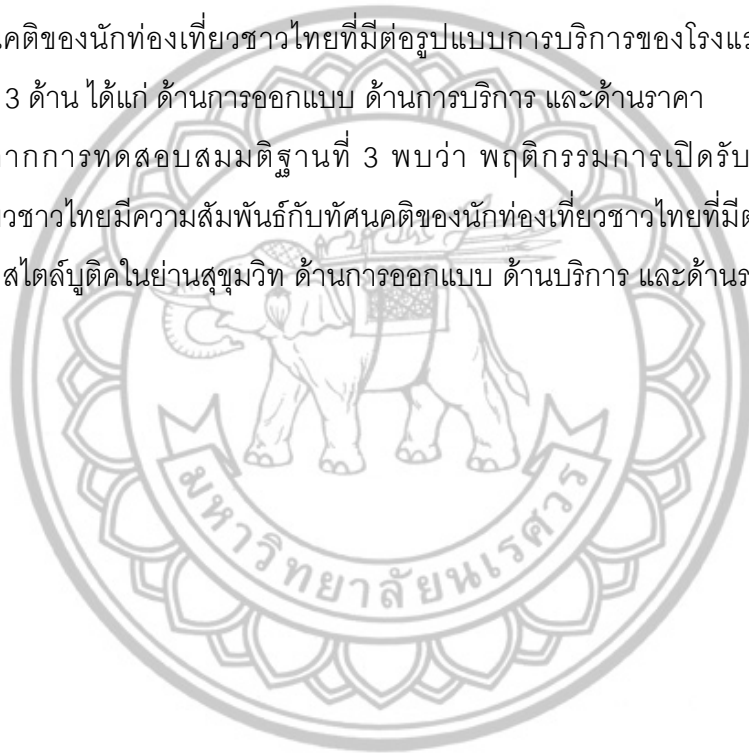 นคติของนักท่องเที่ยวชาวไทยที่มีต่อรูปแบบการบริการของโรงแร
3 ด้าน ได้แก่ ด้านการออกแบบ ด้านการบริการ และด้านราคา
ากการทดสอบสมมติฐานที่ 3 พบว่า พฤติกรรมการเปิดรับ
วชาวไทยมีความสัมพันธ์กับทัศนคติของนักท่องเที่ยวชาวไทยที่มีต
สไตล์บูติคในย่านสุขุมวิท ด้านการออกแบบ ด้านบริการ และด้านร
มหาวิทยาลัยนเรศวร